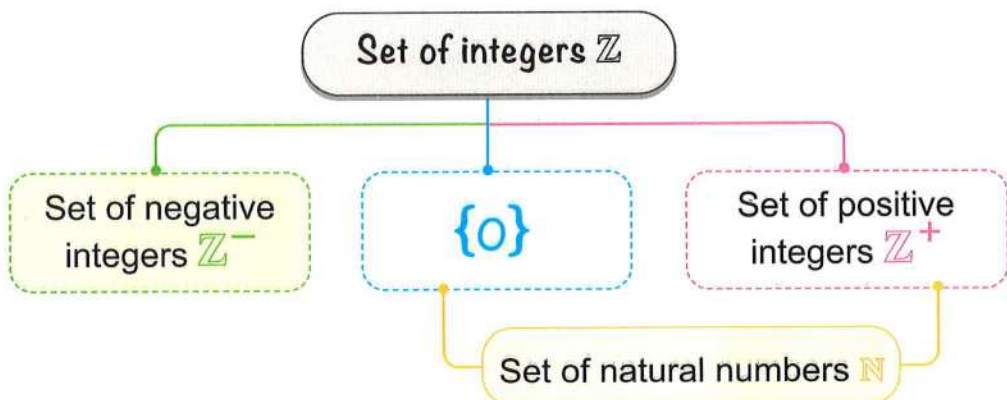 Set of integers ℤ
Set of negative
integers ℤ⁻
{0}
Set of positive
integers ℤ⁺
Set of natural numbers ℕ